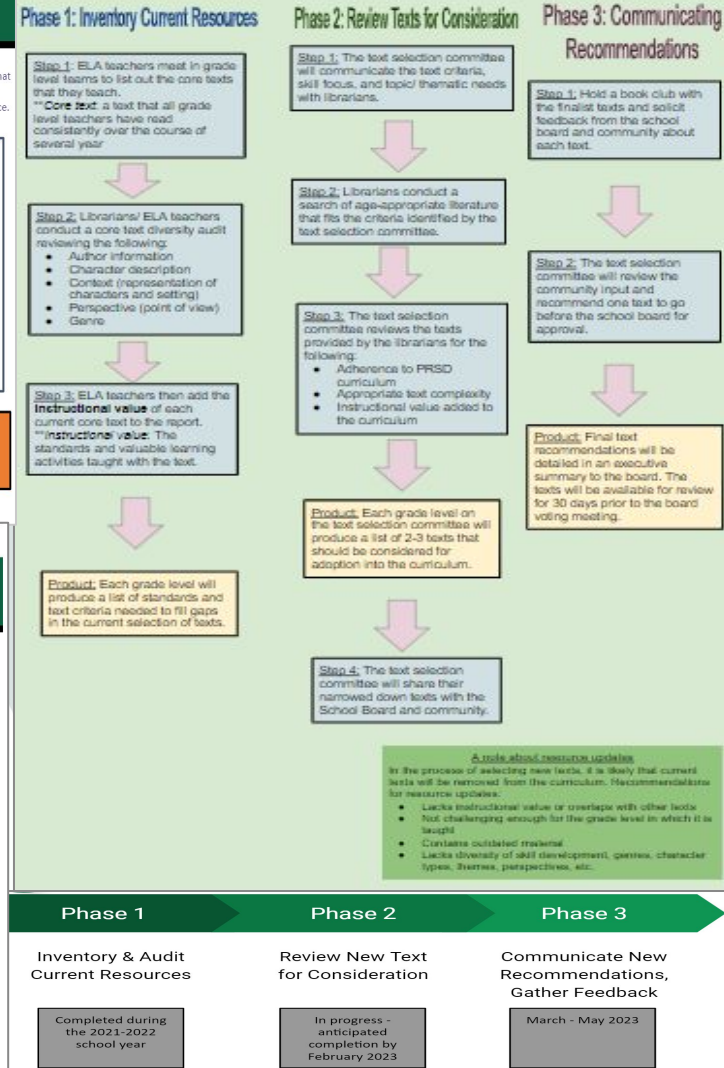 Phase 1: Inventory Current Resources
Step 1: ELA teachers meet in grade
level teams to list out the core texts
that they teach.
**Core text: a text that all grade
level teachers have read
consistently over the course of
several year
Step 2: Librarians/ ELA teachers
conduct a core text diversity audit
reviewing the following:
• Author information
• Character description
• Context (representation of
characters and setting)
• Perspective (point of view)
• Genre
Step 3: ELA teachers then add the
Instructional value of each
current core text to the report.
**Instructional value: The
standards and valuable learning
activities taught with the text.
Product: Each grade level will
produce a list of standards and
text criteria needed to fill gaps
in the current selection of texts.
Phase 2: Review Texts for Consideration
Step 1: The text selection committee
will communicate the text criteria,
skill focus, and topic/ thematic needs
with librarians.
Step 2: Librarians conduct a
search of age-appropriate literature
that fits the criteria identified by the
text selection committee.
Step 3: The text selection
committee reviews the texts
provided by the librarians for the
following:
• Adherence to PRSD
curriculum
• Appropriate text complexity
• Instructional value added to
the curriculum
Product: Each grade level on
the text selection committee will
produce a list of 2-3 texts that
should be considered for
adoption into the curriculum.
Step 4: The text selection
committee will share their
narrowed down texts with the
School Board and community.
Phase 3: Communicating
Recommendations
Step 1: Hold a book club with
the finalist texts and solicit
feedback from the school
board and community about
each text.
Step 2: The text selection
committee will review the
community input and
recommend one text to go
before the school board for
approval.
Product: Final text
recommendations will be
detailed in an executive
summary to the board. The
texts will be available for review
for 30 days prior to the board
voting meeting.
A note about resource updates
In the process of selecting new texts, it is likely that current
texts will be removed from the curriculum. Recommendations
for resource updates:
• Lacks instructional value or overlaps with other texts
• Not challenging enough for the grade level in which it is
taught
• Contains outdated material
• Lacks diversity of skill development, genres, character
types, themes, perspectives, etc.
Phase 1
Phase 2
Phase 3
Inventory & Audit
Current Resources
Review New Text
for Consideration
Communicate New
Recommendations,
Gather Feedback
Completed during
the 2021-2022
school year
In progress -
anticipated
completion by
February 2023
March - May 2023